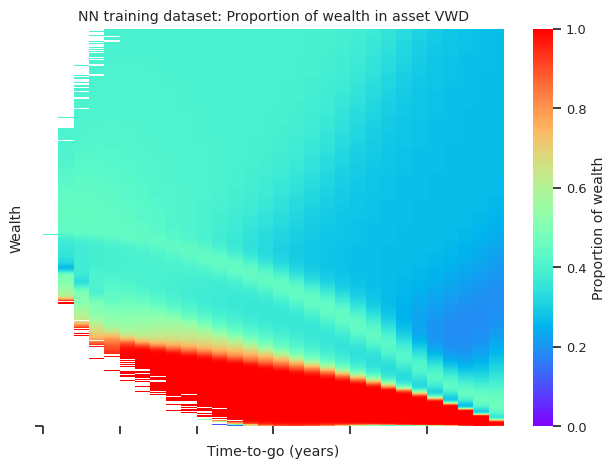 NN training dataset: Proportion of wealth in asset VWD
1.0
0.8
0.6
0.4
0.2
0.0
Proportion of wealth
Wealth
Time-to-go (years)